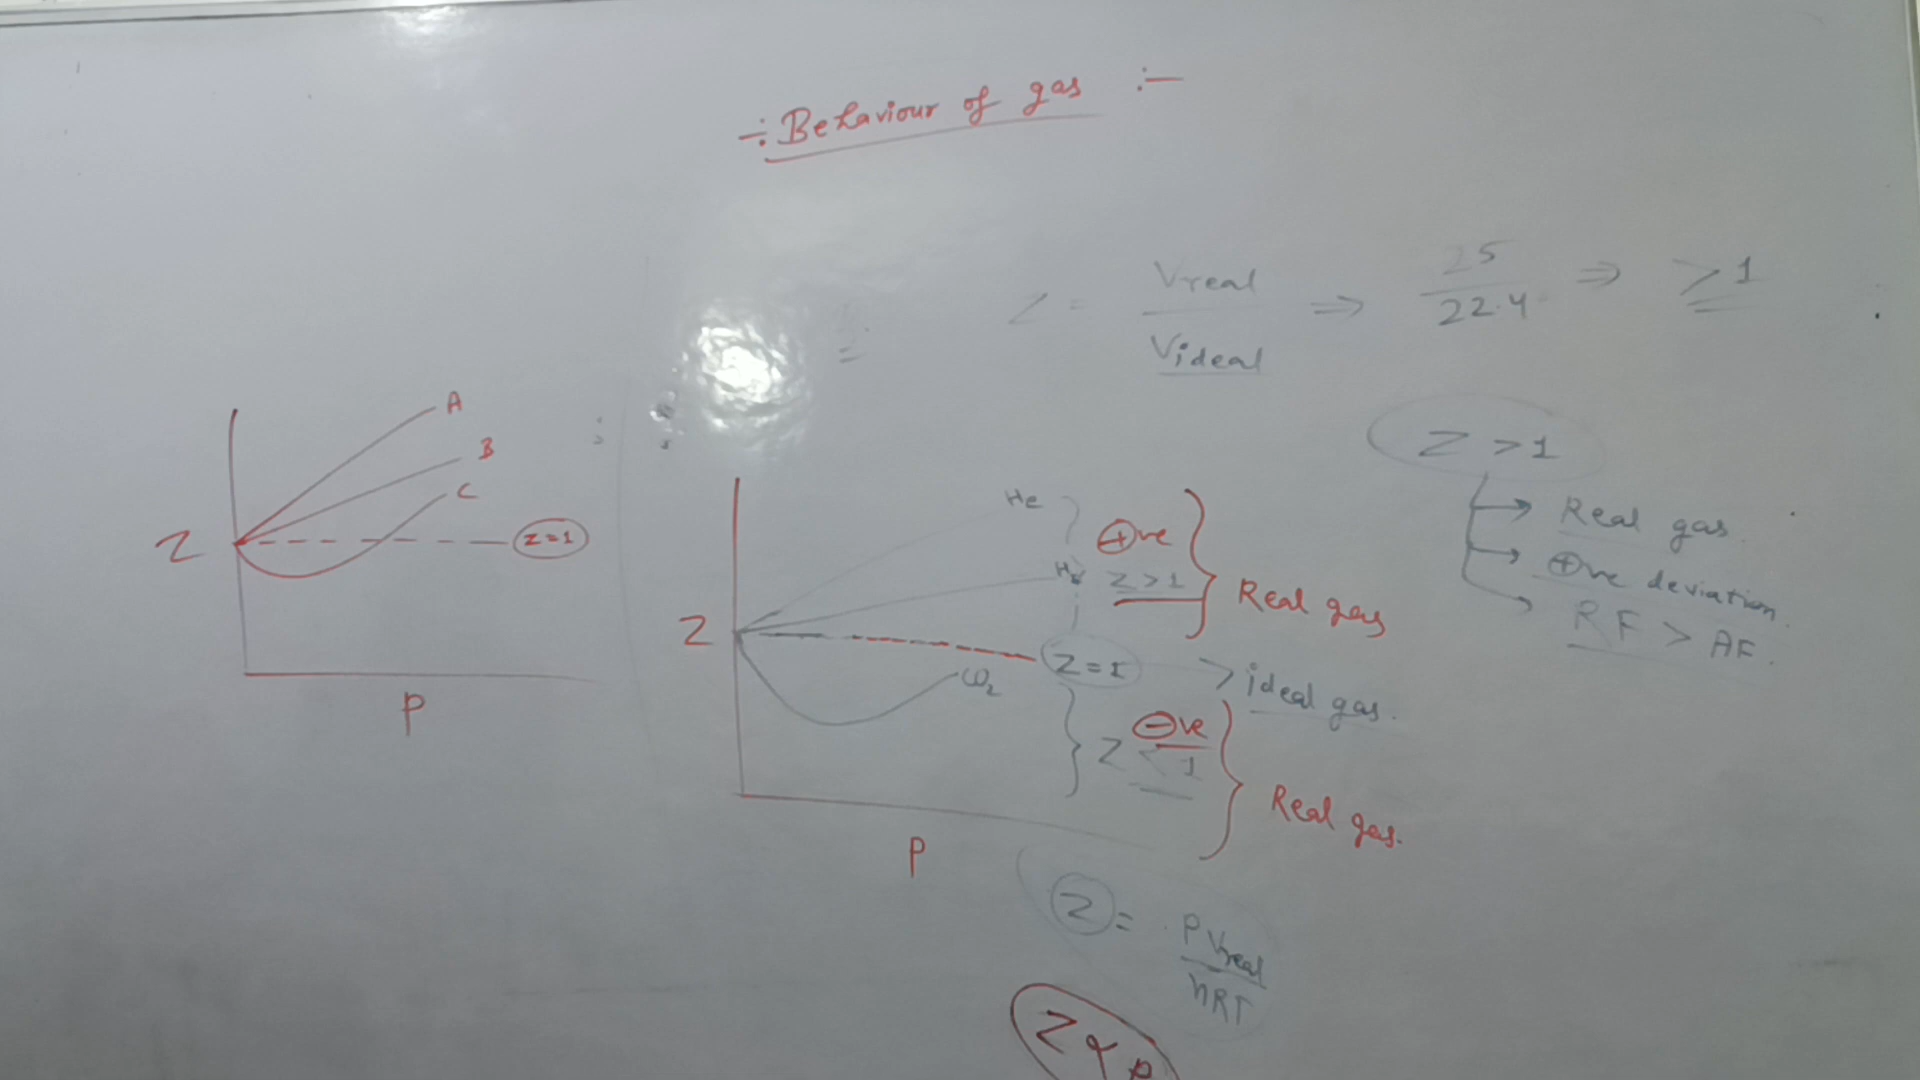 ÷ Behaviour of gas :-
Z = Vreal / Videal ⇒ 25 / 22.4 ⇒ >1
A
B
C
Z
Z=1
P
He
H2
⊕ve
Z>1
Real gas
Z
Z=1 → ideal gas.
CO2
⊖ve
Z<1
Real gas.
P
Z>1
Real gas
⊕ve deviation
RF > AF.
Z = PVreal / nRT
Z α P